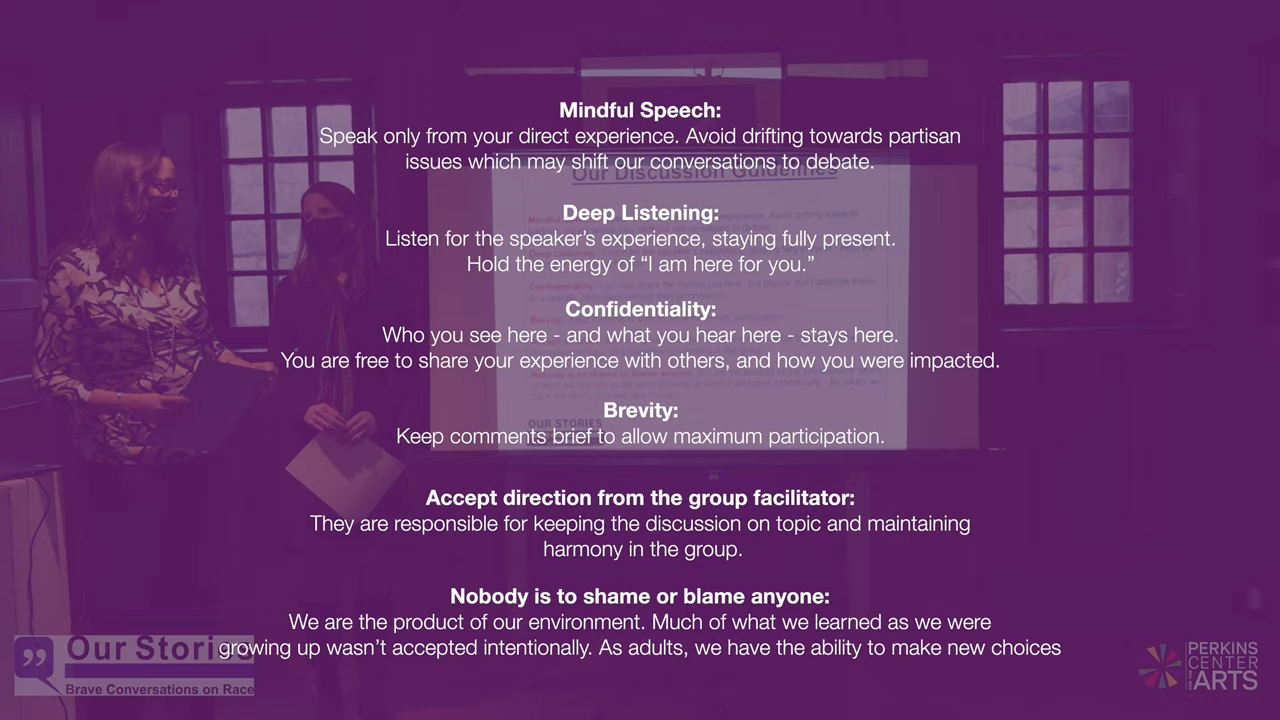 Mindful Speech:
Speak only from your direct experience. Avoid drifting towards partisan
issues which may shift our conversations to debate.
Our Discussion Guidelines
Deep Listening:
Listen for the speaker's experience, staying fully present.
Hold the energy of “I am here for you.”
Confidentiality:
Who you see here - and what you hear here - stays here.
You are free to share your experience with others, and how you were impacted.
Brevity:
Keep comments brief to allow maximum participation.
OUR STORIES
Accept direction from the group facilitator:
They are responsible for keeping the discussion on topic and maintaining
harmony in the group.
Nobody is to shame or blame anyone:
We are the product of our environment. Much of what we learned as we were
growing up wasn't accepted intentionally. As adults, we have the ability to make new choices
Our Stories
Brave Conversations on Race
PERKINS
CENTER
ARTS